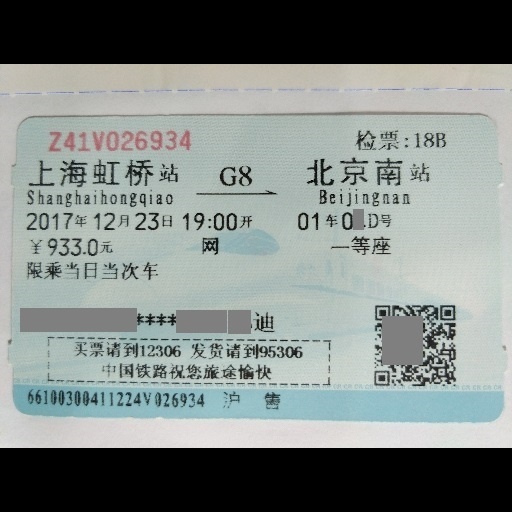 Z41V026934 检票:18B
上海虹桥站 G8 北京南站
Shanghaihongqiao Beijingnan
2017年12月23日 19:00开 01车0 D号
￥933.0元 网 一等座
限乘当日当次车
**** 迪
买票请到12306 发货请到95306
中国铁路祝您旅途愉快
66100300411224V026934 沪售